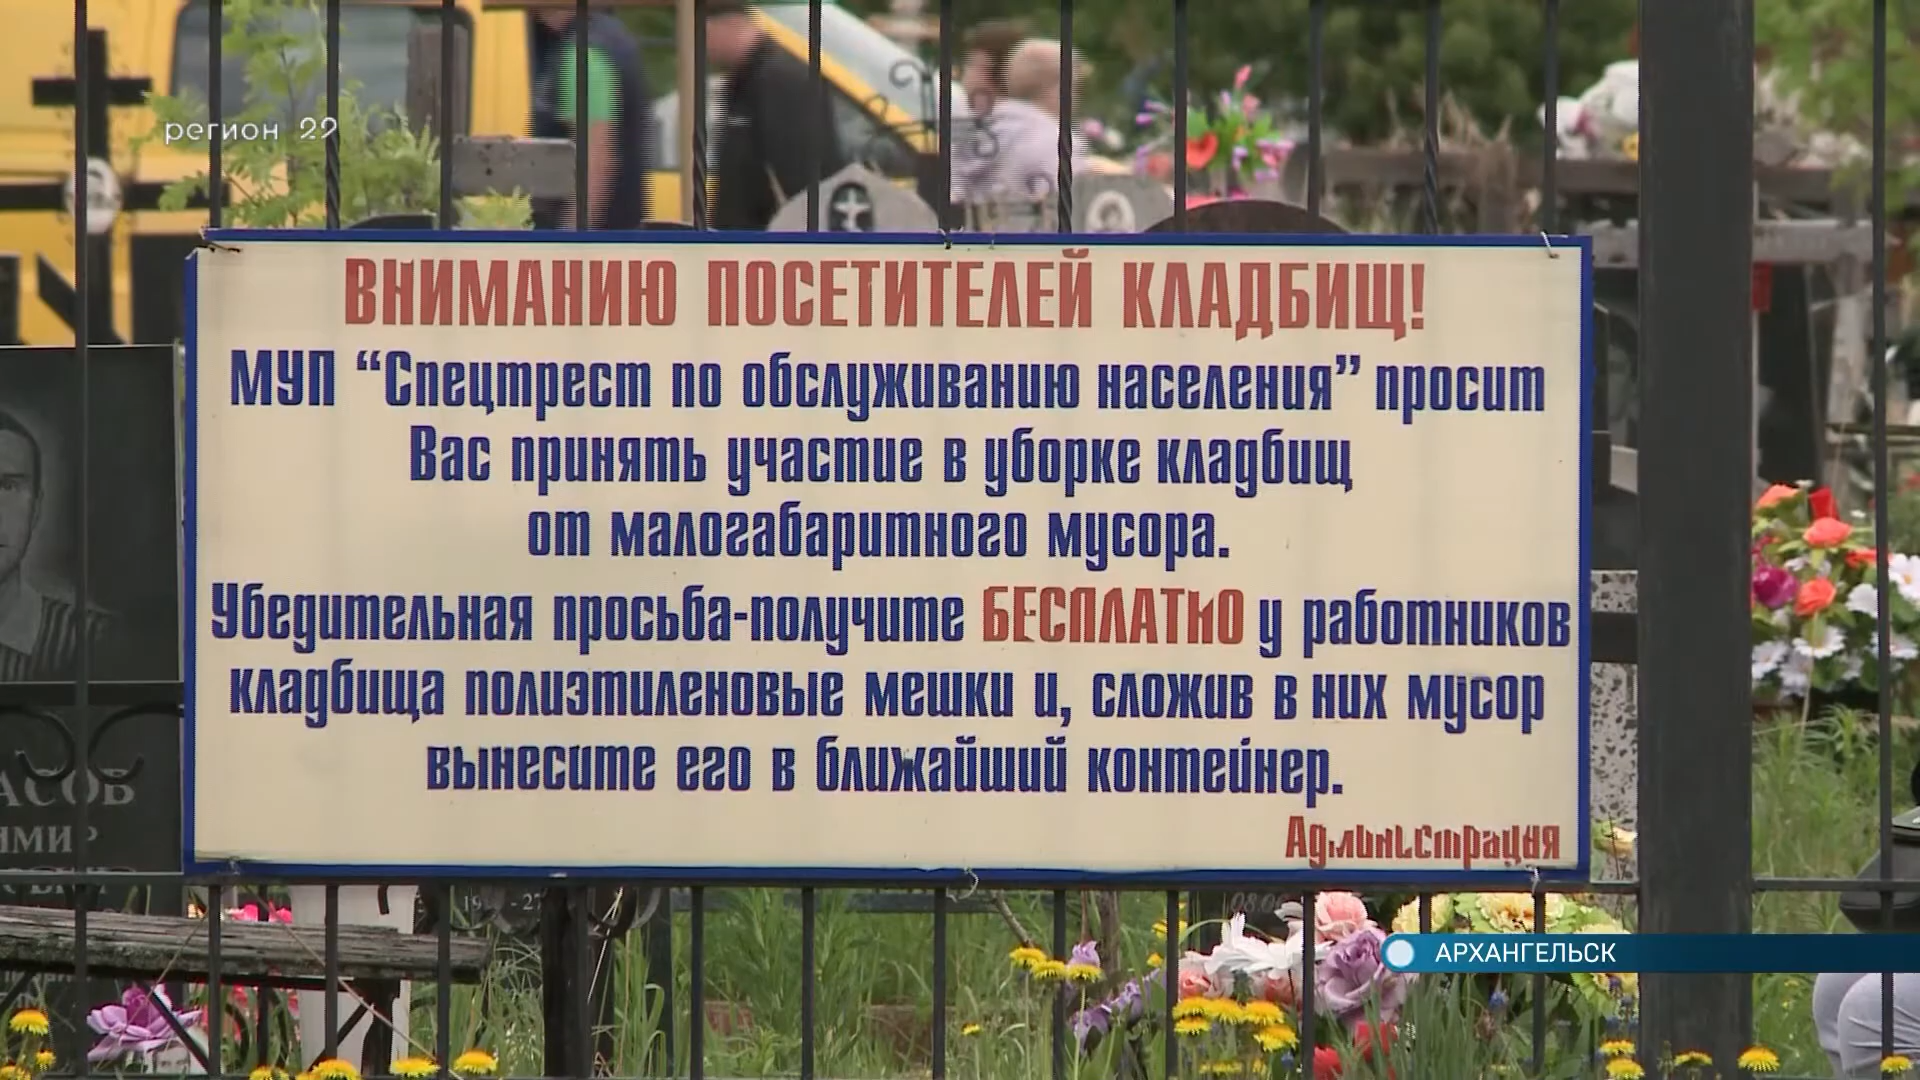 регион 29
ВНИМАНИЮ ПОСЕТИТЕЛЕЙ КЛАДБИЩ!
МУП “Спецтрест по обслуживанию населения” просит
Вас принять участие в уборке кладбищ
от малогабаритного мусора.
Убедительная просьба-получите БЕСПЛАТНО у работников
кладбища полиэтиленовые мешки и, сложив в них мусор
вынесите его в ближайший контейнер.
Администрация
АРХАНГЕЛЬСК